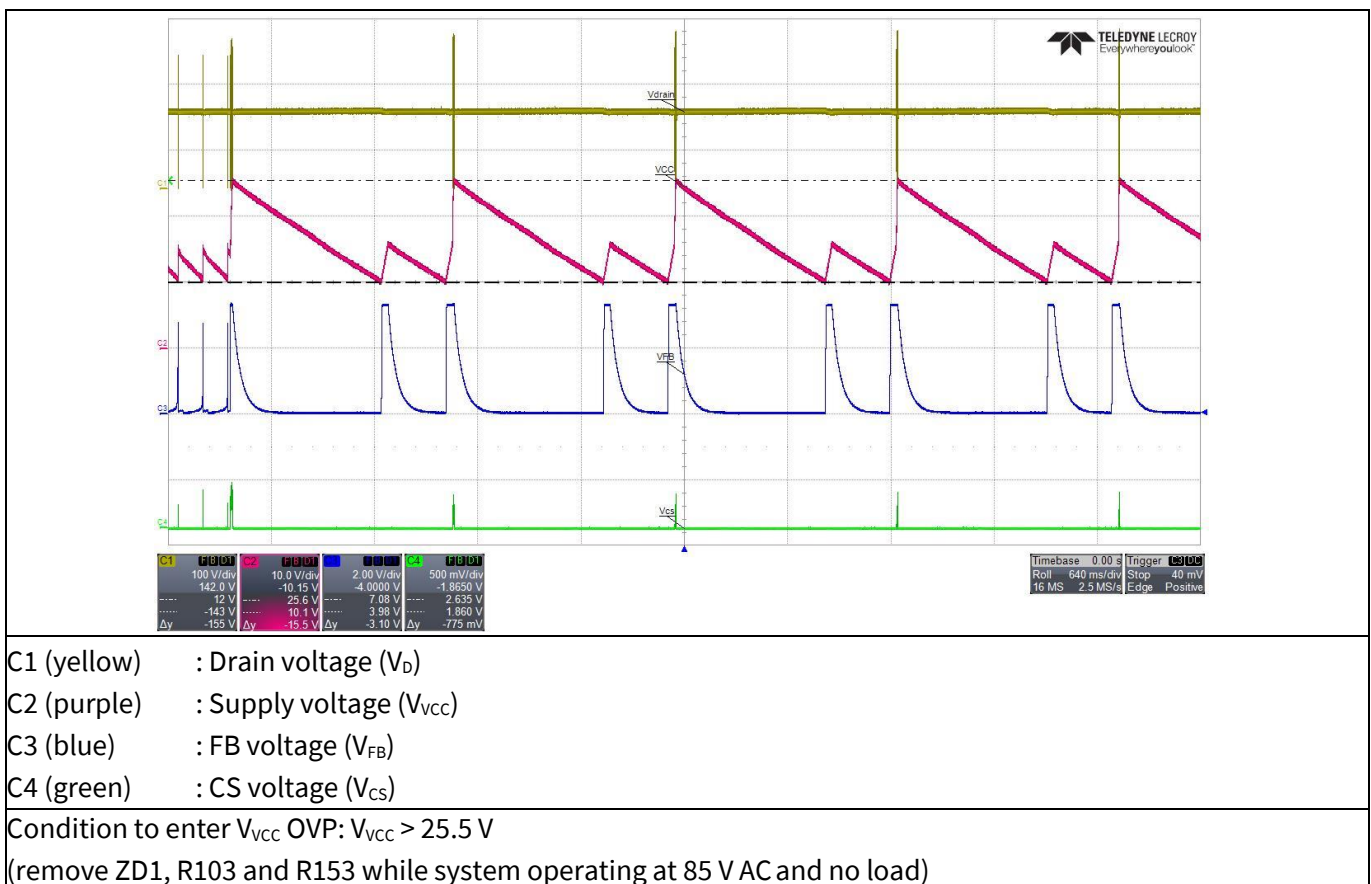 TELEDYNE LECROY
Everywhereyoulook™
Vdrain
C1
VCC
C2
VFB
C3
Vcs
C4
C1 F B D1 C2 F B D1 C4 F B D1
100 V/div 10.0 V/div 2.00 V/div 500 mV/div
142.0 V -10.15 V -4.0000 V -1.8650 V
12 V 25.6 V 7.08 V 2.635 V
-143 V 10.1 V 3.98 V 1.860 V
Δy -155 V Δy -15.5 V Δy -3.10 V Δy -775 mV
Timebase 0.00 s Trigger C3 DC
Roll 640 ms/div Stop 40 mV
16 MS 2.5 MS/s Edge Positive
C1 (yellow) : Drain voltage (VD)
C2 (purple) : Supply voltage (VVCC)
C3 (blue) : FB voltage (VFB)
C4 (green) : CS voltage (VCS)
Condition to enter VVCC OVP: VVCC > 25.5 V
(remove ZD1, R103 and R153 while system operating at 85 V AC and no load)